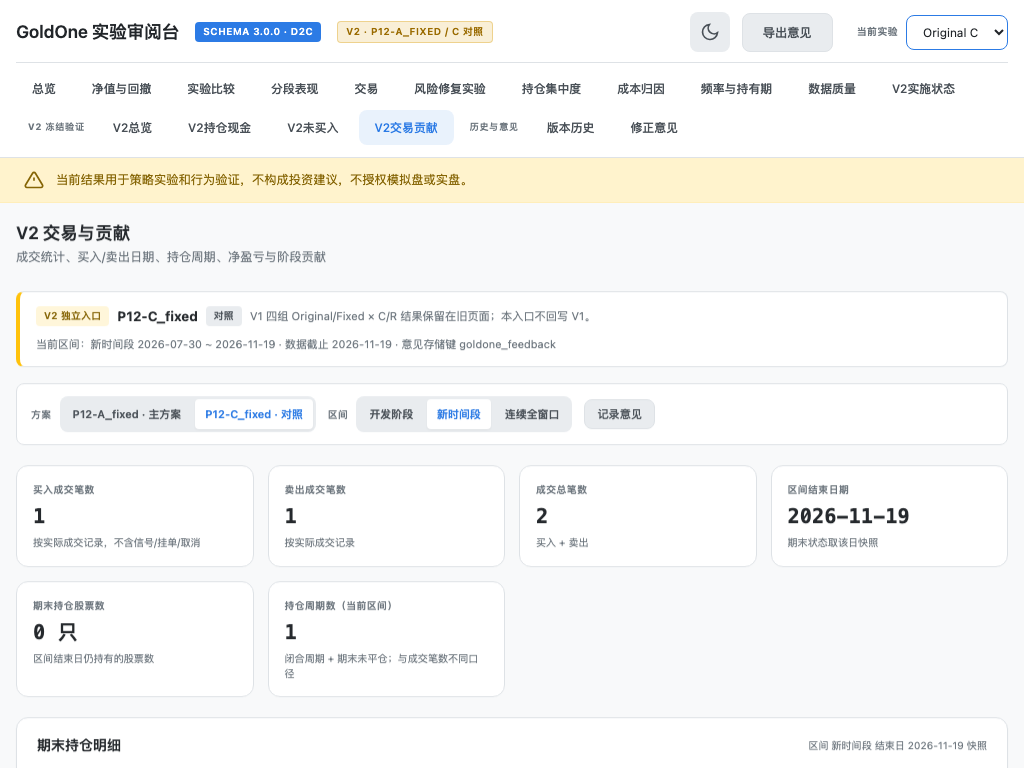 GoldOne 实验审阅台
SCHEMA 3.0.0 · D2C
V2 · P12-A_FIXED / C 对照
导出意见
当前实验
Original C
总览
净值与回撤
实验比较
分段表现
交易
风险修复实验
持仓集中度
成本归因
频率与持有期
数据质量
V2实施状态
V2 冻结验证
V2总览
V2持仓现金
V2未买入
V2交易贡献
历史与意见
版本历史
修正意见
当前结果用于策略实验和行为验证，不构成投资建议，不授权模拟盘或实盘。
V2 交易与贡献
成交统计、买入/卖出日期、持仓周期、净盈亏与阶段贡献
V2 独立入口
P12-C_fixed
对照
V1 四组 Original/Fixed × C/R 结果保留在旧页面；本入口不回写 V1。
当前区间：新时间段 2026-07-30 ~ 2026-11-19 · 数据截止 2026-11-19 · 意见存储键 goldone_feedback
方案
P12-A_fixed · 主方案
P12-C_fixed · 对照
区间
开发阶段
新时间段
连续全窗口
记录意见
买入成交笔数
1
按实际成交记录，不含信号/挂单/取消
卖出成交笔数
1
按实际成交记录
成交总笔数
2
买入 + 卖出
区间结束日期
2026-11-19
期末状态取该日快照
期末持仓股票数
0 只
区间结束日仍持有的股票数
持仓周期数（当前区间）
1
闭合周期 + 期末未平仓；与成交笔数不同口
径
期末持仓明细
区间 新时间段 结束日 2026-11-19 快照